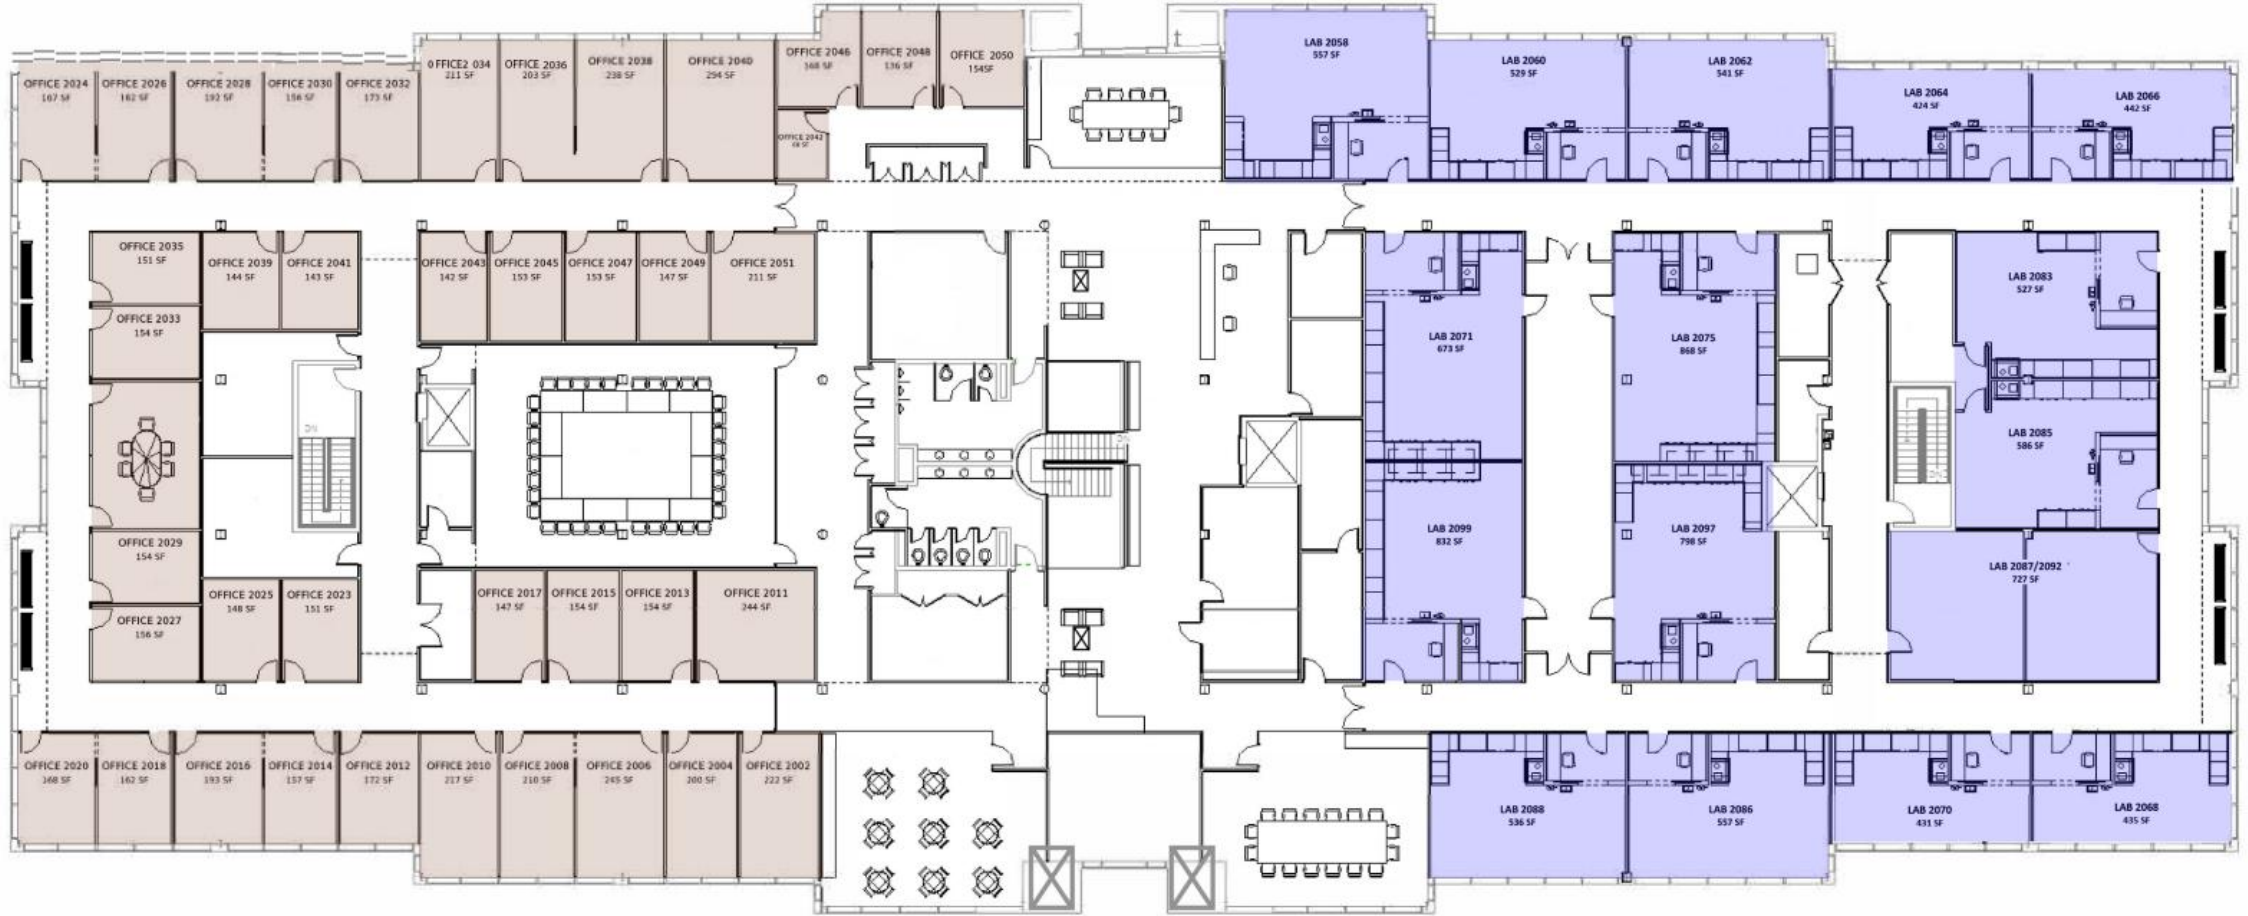 OFFICE 2024
167 SF
OFFICE 2026
162 SF
OFFICE 2028
192 SF
OFFICE 2030
156 SF
OFFICE 2032
173 SF
0 FFICE2 034
211 SF
OFFICE 2036
203 SF
OFFICE 2038
238 SF
OFFICE 2040
294 SF
OFFICE 2046
168 SF
OFFICE 2048
136 SF
OFFICE 2050
154SF
OFFICE 2042
LAB 2058
557 SF
LAB 2060
529 SF
LAB 2062
541 SF
LAB 2064
424 SF
LAB 2066
442 SF
OFFICE 2035
151 SF
OFFICE 2039
144 SF
OFFICE 2041
143 SF
OFFICE 2043
142 SF
OFFICE 2045
153 SF
OFFICE 2047
153 SF
OFFICE 2049
147 SF
OFFICE 2051
211 SF
OFFICE 2033
154 SF
LAB 2071
673 SF
LAB 2075
868 SF
LAB 2083
527 SF
LAB 2085
586 SF
LAB 2099
832 SF
LAB 2097
798 SF
LAB 2087/2092
727 SF
OFFICE 2029
154 SF
OFFICE 2027
156 SF
OFFICE 2025
148 SF
OFFICE 2023
151 SF
OFFICE 2017
147 SF
OFFICE 2015
154 SF
OFFICE 2013
154 SF
OFFICE 2011
244 SF
OFFICE 2020
168 SF
OFFICE 2018
162 SF
OFFICE 2016
193 SF
OFFICE 2014
157 SF
OFFICE 2012
172 SF
OFFICE 2010
217 SF
OFFICE 2008
210 SF
OFFICE 2006
245 SF
OFFICE 2004
200 SF
OFFICE 2002
222 SF
LAB 2088
536 SF
LAB 2086
557 SF
LAB 2070
431 SF
LAB 2068
435 SF